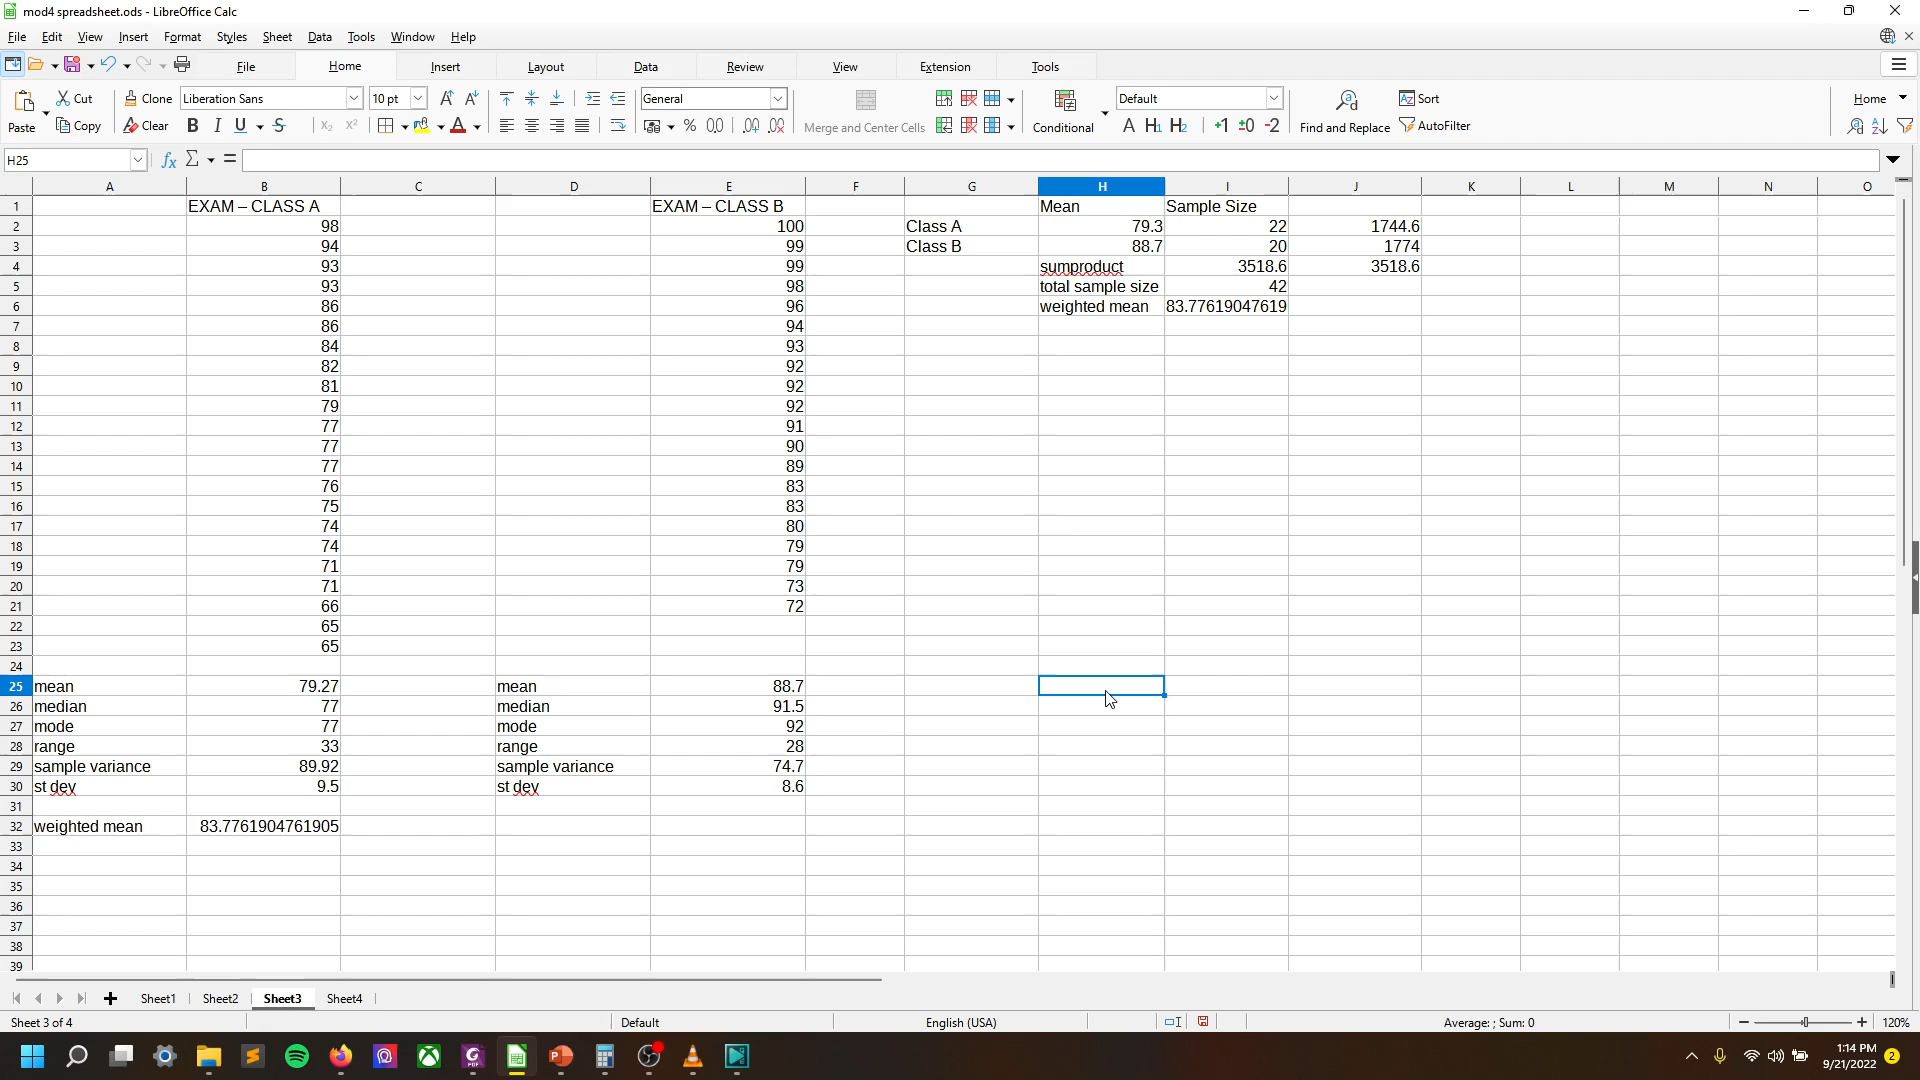 mod4 spreadsheet.ods - LibreOffice Calc
File Edit View Insert Format Styles Sheet Data Tools Window Help
File Home Insert Layout Data Review View Extension Tools
Cut Clone Liberation Sans 10 pt General Default Sort Home
Paste Copy Clear B I U S Merge and Center Cells Conditional A H1 H2 +1 ±0 -2 Find and Replace AutoFilter
H25 fx Σ =
A B C D E F G H I J K L M N O
1 EXAM – CLASS A EXAM – CLASS B Mean Sample Size
2 98 100 Class A 79.3 22 1744.6
3 94 99 Class B 88.7 20 1774
4 93 99 sumproduct 3518.6 3518.6
5 93 98 total sample size 42
6 86 96 weighted mean 83.77619047619
7 86 94
8 84 93
9 82 92
10 81 92
11 79 92
12 77 91
13 77 90
14 77 89
15 76 83
16 75 83
17 74 80
18 74 79
19 71 79
20 71 73
21 66 72
22 65
23 65
24
25 mean 79.27 mean 88.7
26 median 77 median 91.5
27 mode 77 mode 92
28 range 33 range 28
29 sample variance 89.92 sample variance 74.7
30 st dev 9.5 st dev 8.6
31
32 weighted mean 83.7761904761905
33
34
35
36
37
38
39
Sheet1 Sheet2 Sheet3 Sheet4
Sheet 3 of 4 Default English (USA) Average: ; Sum: 0 120%
1:14 PM
9/21/2022 2